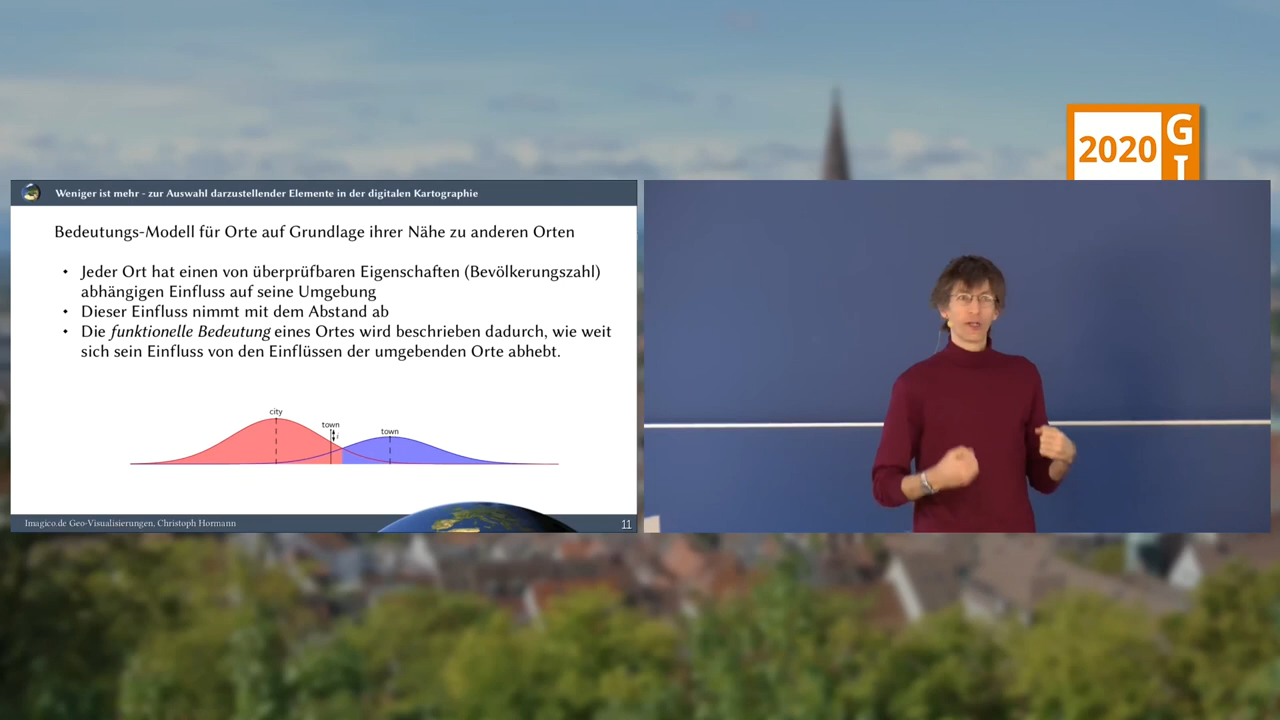 2020
G
I
Weniger ist mehr - zur Auswahl darzustellender Elemente in der digitalen Kartographie
Bedeutungs-Modell für Orte auf Grundlage ihrer Nähe zu anderen Orten
• Jeder Ort hat einen von überprüfbaren Eigenschaften (Bevölkerungszahl)
abhängigen Einfluss auf seine Umgebung
• Dieser Einfluss nimmt mit dem Abstand ab
• Die funktionelle Bedeutung eines Ortes wird beschrieben dadurch, wie weit
sich sein Einfluss von den Einflüssen der umgebenden Orte abhebt.
city
town
i
town
Imagico.de Geo-Visualisierungen, Christoph Hormann
11